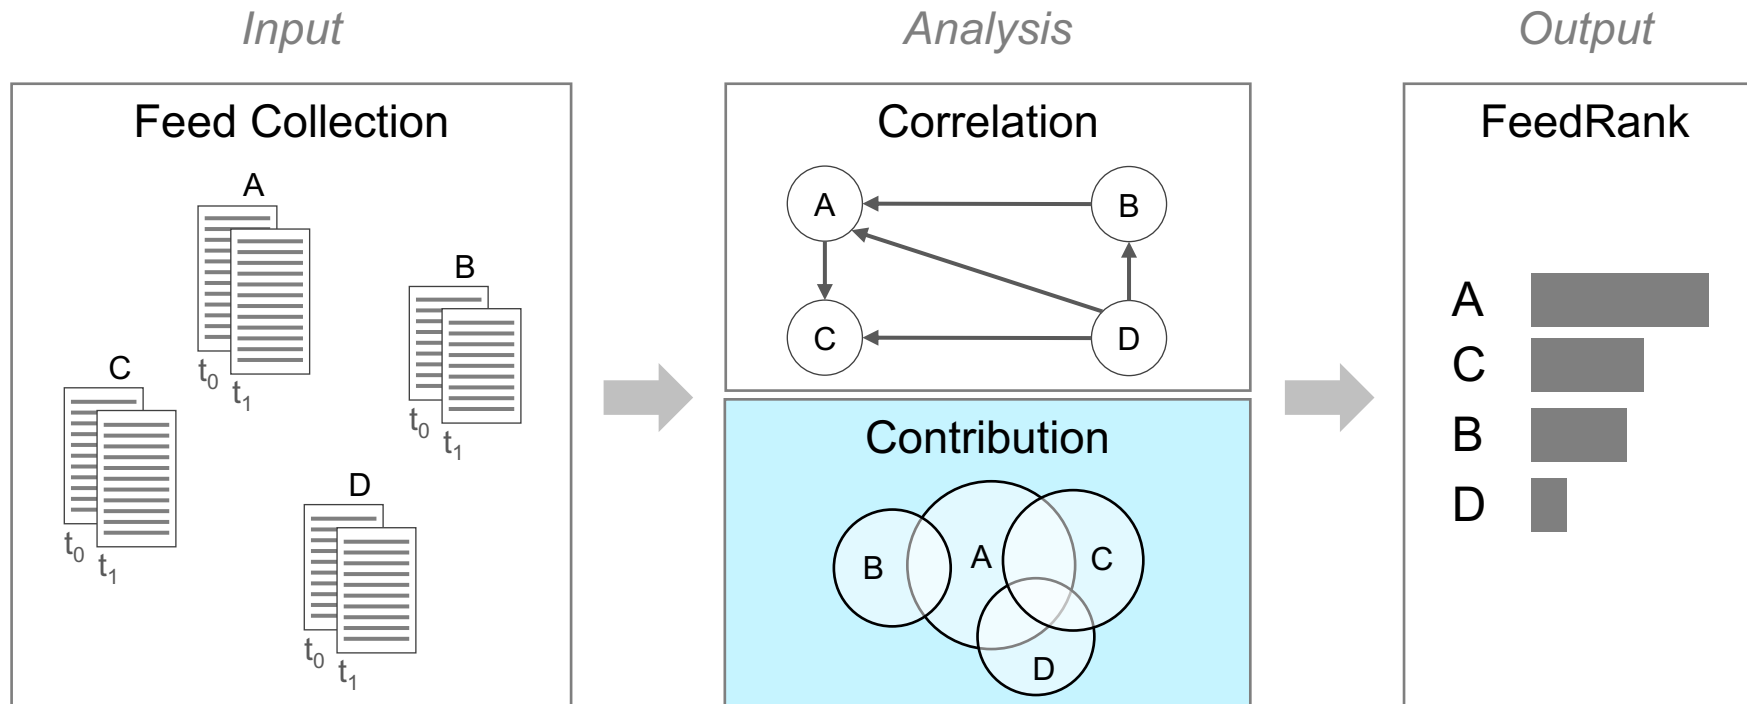 Input
Analysis
Output
Feed Collection
A
t0
t1
B
t0
t1
C
t0
t1
D
t0
t1
Correlation
A
B
C
D
Contribution
B
A
C
D
FeedRank
A
C
B
D